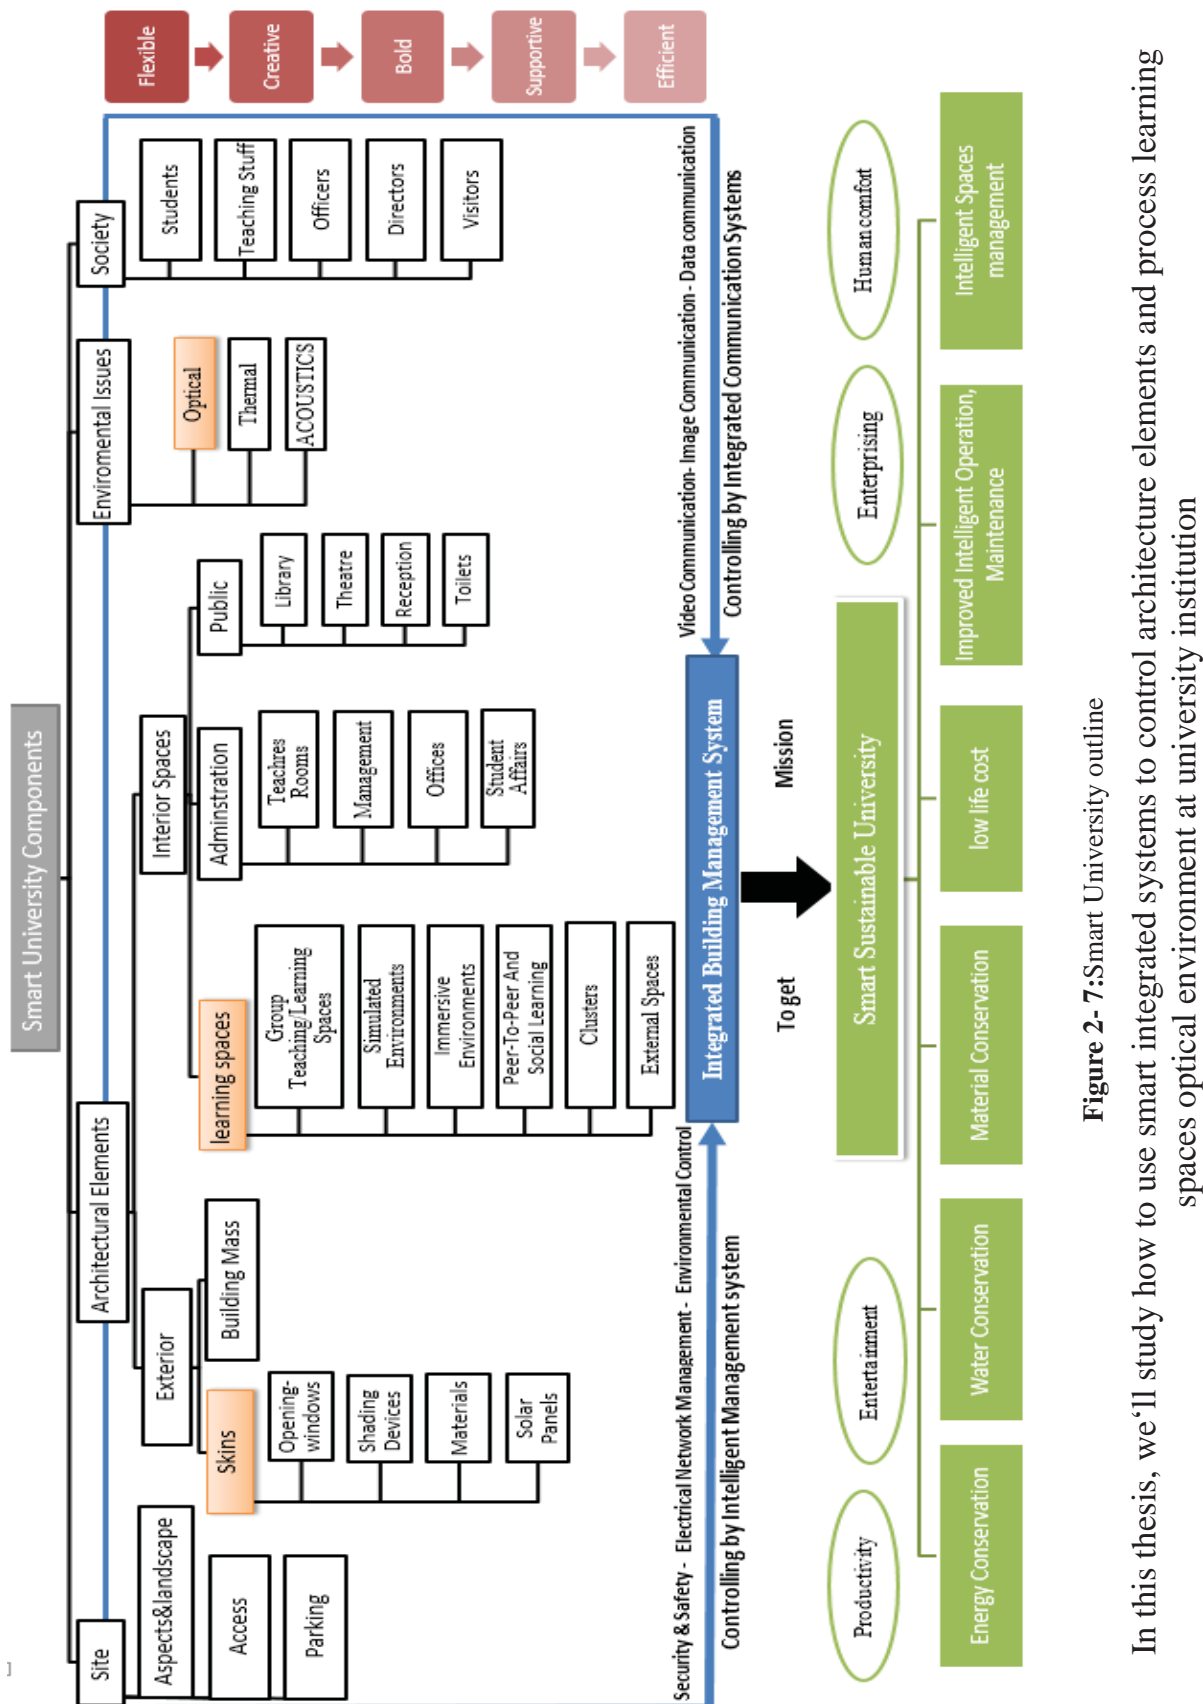 Smart University Components
Site
Aspects&landscape
Access
Parking
Architectural Elements
Exterior
Skins
Opening-
windows
Shading
Devices
Materials
Solar
Panels
Building Mass
Interior Spaces
learning spaces
Group
Teaching/Learning
Spaces
Simulated
Environments
Immersive
Environments
Peer-To-Peer And
Social Learning
Clusters
External Spaces
Adminstration
Teachres
Rooms
Management
Offices
Student
Affairs
Public
Library
Theatre
Reception
Toilets
Enviromental Issues
Optical
Thermal
ACOUSTICS
Society
Students
Teaching Stuff
Officers
Directors
Visitors
Flexible
Creative
Bold
Supportive
Efficient
Security & Safety - Electrical Network Management - Environmental Control
Controlling by Intelligent Management system
Integrated Building Management System
Video Communication- Image Communication - Data communication
Controlling by Integrated Communication Systems
To get
Mission
Productivity
Entertainment
Smart Sustainable University
Enterprising
Human comfort
Energy Conservation
Water Conservation
Material Conservation
low life cost
Improved Intelligent Operation,
Maintenance
Intelligent Spaces
management
Figure 2- 7:Smart University outline
In this thesis, we‘ll study how to use smart integrated systems to control architecture elements and process learning
spaces optical environment at university institution